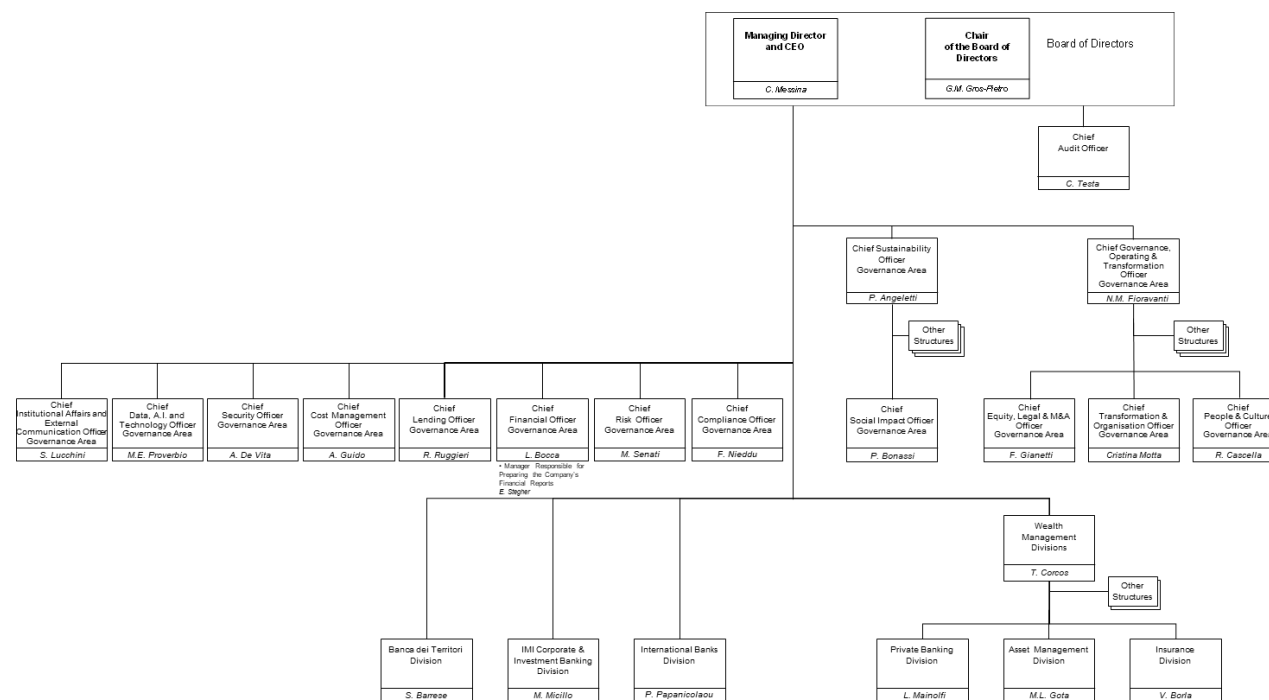 Managing Director
and CEO
C. Messina
Chair
of the Board of
Directors
G.M. Gros-Pietro
Board of Directors
Chief
Audit Officer
C. Testa
Chief Sustainability
Officer
Governance Area
P. Angeletti
Chief Governance,
Operating &
Transformation
Officer
Governance Area
N.M. Fioravanti
Other
Structures
Other
Structures
Chief
Institutional Affairs and
External
Communication Officer
Governance Area
S. Lucchini
Chief
Data, A.I. and
Technology Officer
Governance Area
M.E. Proverbio
Chief
Security Officer
Governance Area
A. De Vita
Chief
Cost Management
Officer
Governance Area
A. Guido
Chief
Lending Officer
Governance Area
R. Ruggieri
Chief
Financial Officer
Governance Area
L. Bocca
• Manager Responsible for
Preparing the Company's
Financial Reports
E. Stegher
Chief
Risk Officer
Governance Area
M. Senati
Chief
Compliance Officer
Governance Area
F. Nieddu
Chief
Social Impact Officer
Governance Area
P. Bonassi
Chief
Equity, Legal & M&A
Officer
Governance Area
F. Gianetti
Chief
Transformation &
Organisation Officer
Governance Area
Cristina Motta
Chief
People & Culture
Officer
Governance Area
R. Cascella
Wealth
Management
Divisions
T. Corcos
Other
Structures
Banca dei Territori
Division
S. Barrese
IMI Corporate &
Investment Banking
Division
M. Micillo
International Banks
Division
P. Papanicolaou
Private Banking
Division
L. Mainolfi
Asset Management
Division
M.L. Gota
Insurance
Division
V. Borla